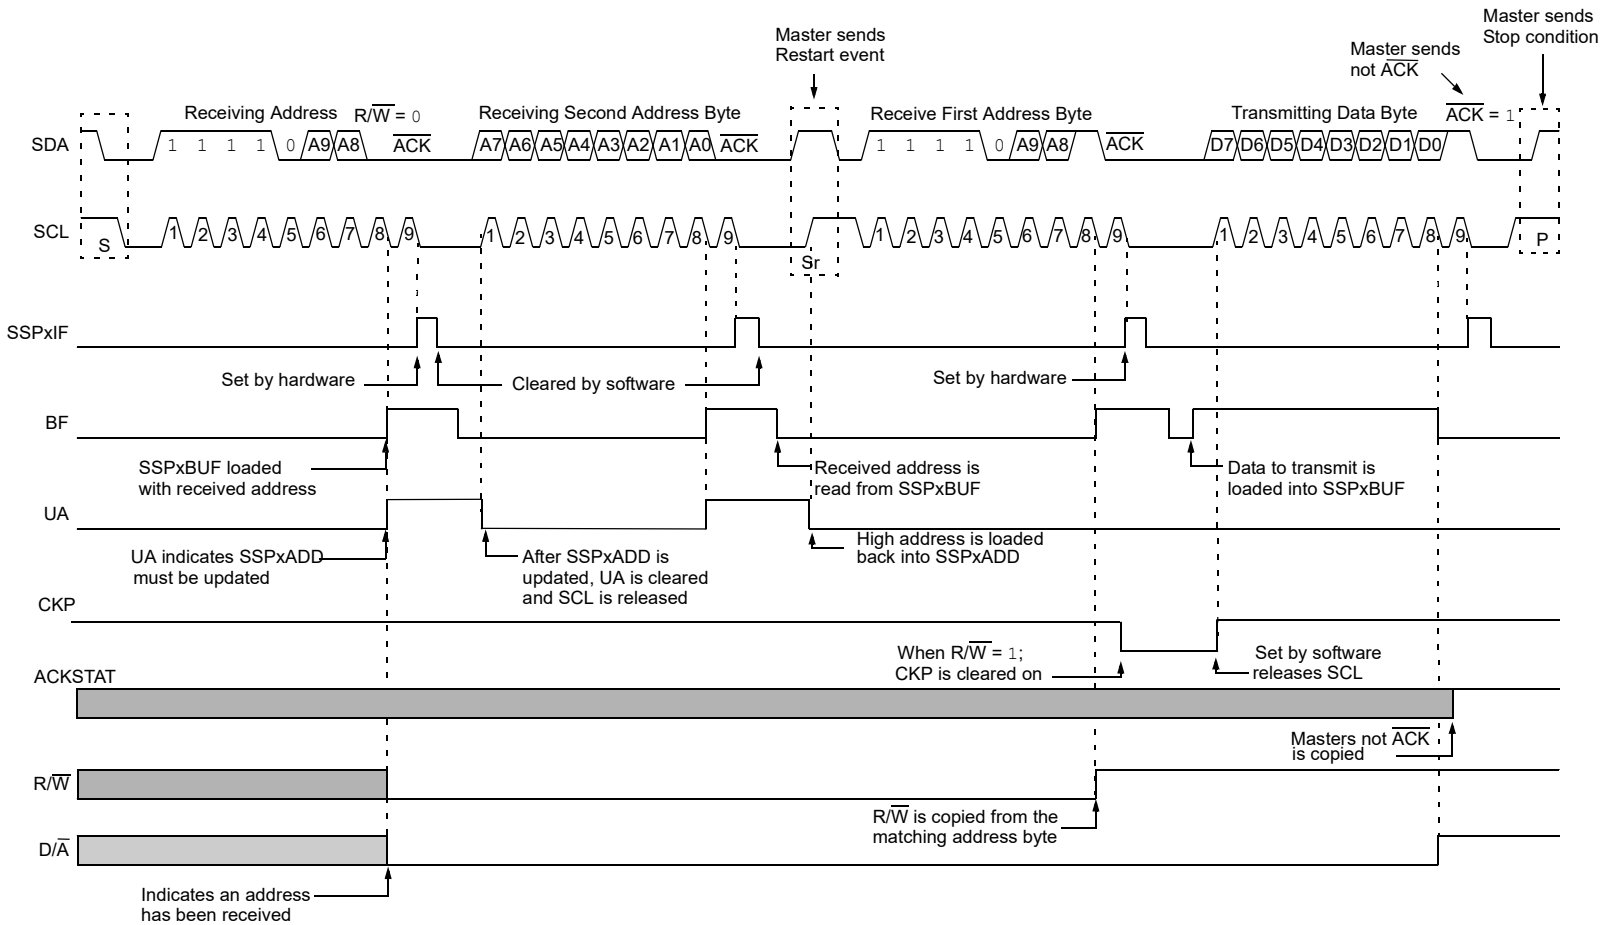 Master sends
Stop condition
Master sends
Restart event
Master sends
not ACK
Receiving Address R/W = 0
Receiving Second Address Byte
Receive First Address Byte
Transmitting Data Byte
ACK = 1
SDA
1 1 1 1 0 A9 A8 ACK A7 A6 A5 A4 A3 A2 A1 A0 ACK 1 1 1 1 0 A9 A8 ACK D7 D6 D5 D4 D3 D2 D1 D0
SCL
S 1 2 3 4 5 6 7 8 9 1 2 3 4 5 6 7 8 9 Sr 1 2 3 4 5 6 7 8 9 1 2 3 4 5 6 7 8 9 P
SSPxIF
Set by hardware
Cleared by software
Set by hardware
BF
SSPxBUF loaded
with received address
Received address is
read from SSPxBUF
Data to transmit is
loaded into SSPxBUF
UA
UA indicates SSPxADD
must be updated
After SSPxADD is
updated, UA is cleared
and SCL is released
High address is loaded
back into SSPxADD
CKP
When R/W = 1;
CKP is cleared on
Set by software
releases SCL
ACKSTAT
Masters not ACK
is copied
R/W
R/W is copied from the
matching address byte
D/A
Indicates an address
has been received